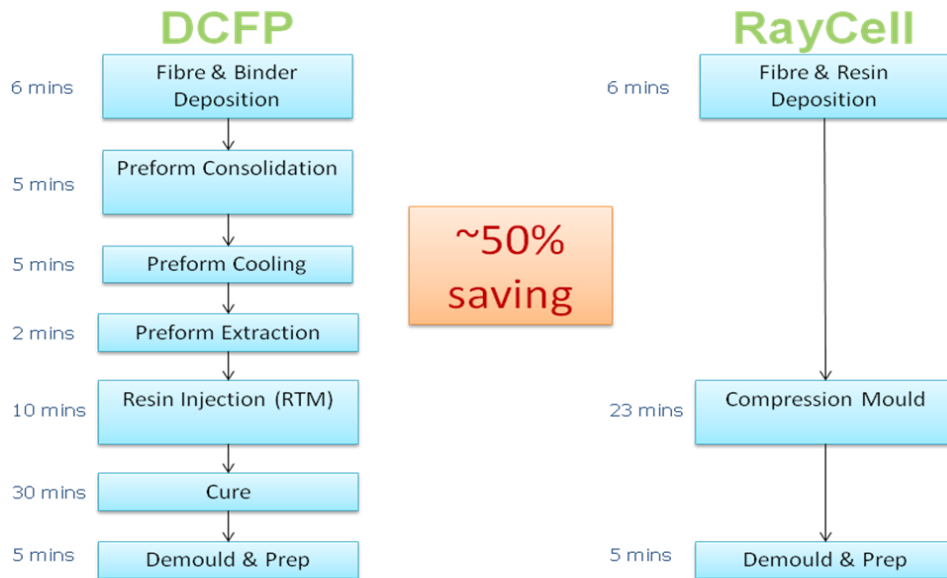 DCFP
RayCell
6 mins
Fibre & Binder
Deposition
6 mins
Fibre & Resin
Deposition
5 mins
Preform Consolidation
~50%
saving
5 mins
Preform Cooling
2 mins
Preform Extraction
10 mins
Resin Injection (RTM)
23 mins
Compression Mould
30 mins
Cure
5 mins
Demould & Prep
5 mins
Demould & Prep